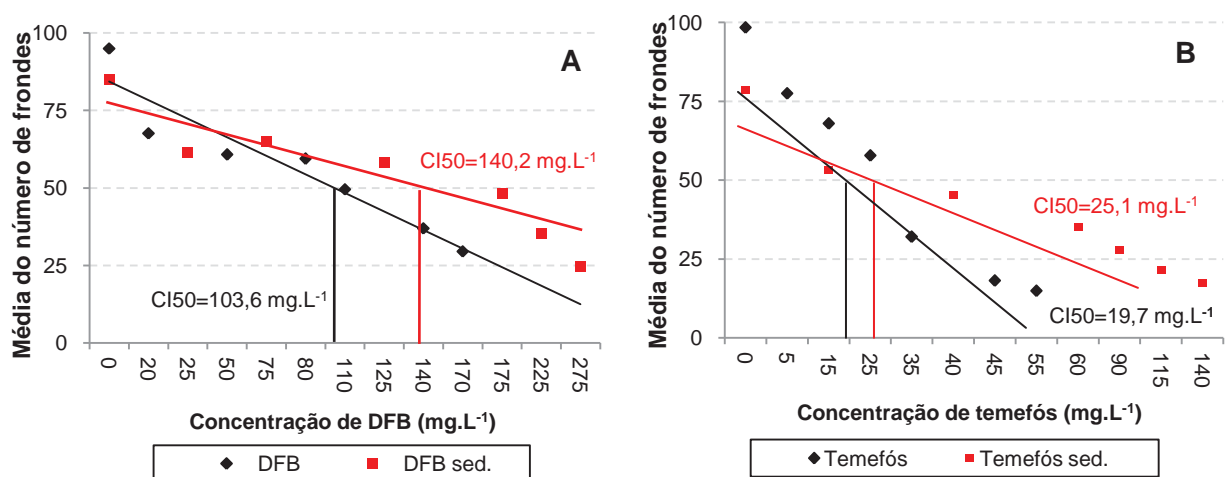 Média do número de frondes
100
75
50
25
0
A
CI50=140,2 mg.L⁻¹
CI50=103,6 mg.L⁻¹
0 20 25 50 75 80 110 125 140 170 175 225 275
Concentração de DFB (mg.L⁻¹)
DFB DFB sed.
Média do número de frondes
100
75
50
25
0
B
CI50=25,1 mg.L⁻¹
CI50=19,7 mg.L⁻¹
0 5 15 25 35 40 45 55 60 90 115 140
Concentração de temefós (mg.L⁻¹)
Temefós Temefós sed.